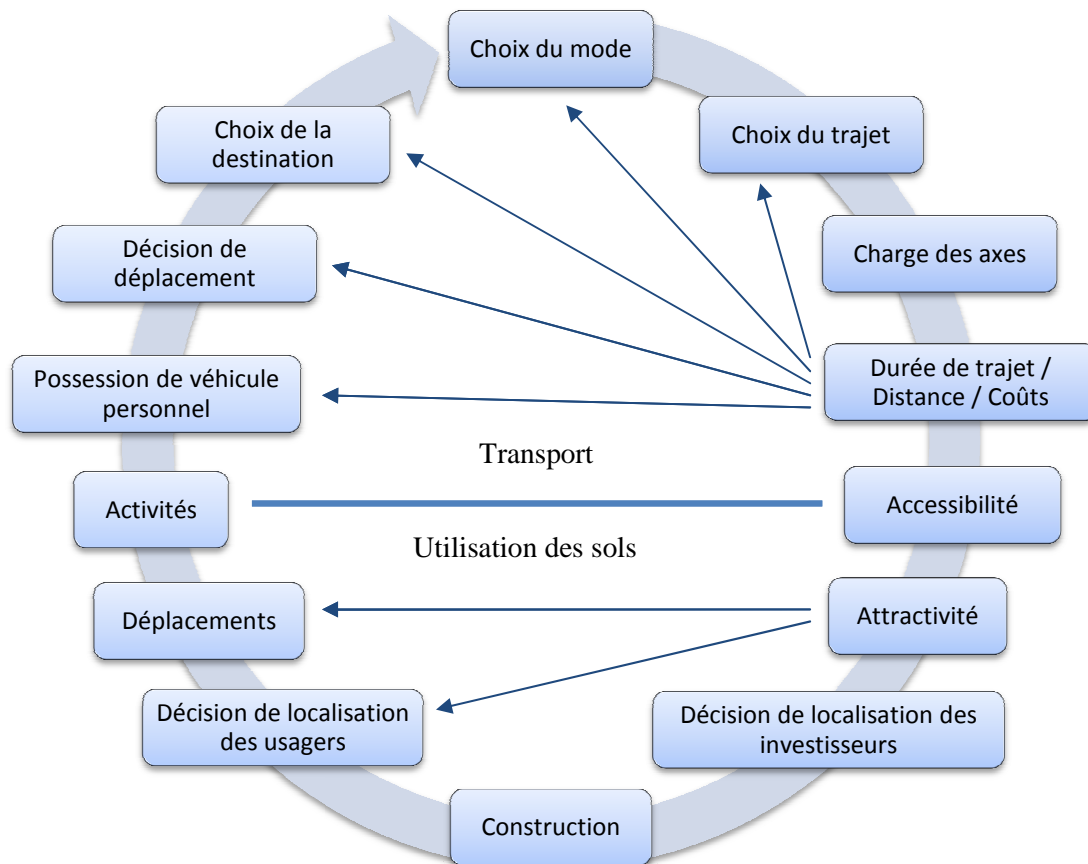 Choix du mode
Choix du trajet
Choix de la
destination
Charge des axes
Décision de
déplacement
Durée de trajet /
Distance / Coûts
Possession de véhicule
personnel
Transport
Activités
Accessibilité
Utilisation des sols
Déplacements
Attractivité
Décision de localisation
des usagers
Décision de localisation des
investisseurs
Construction